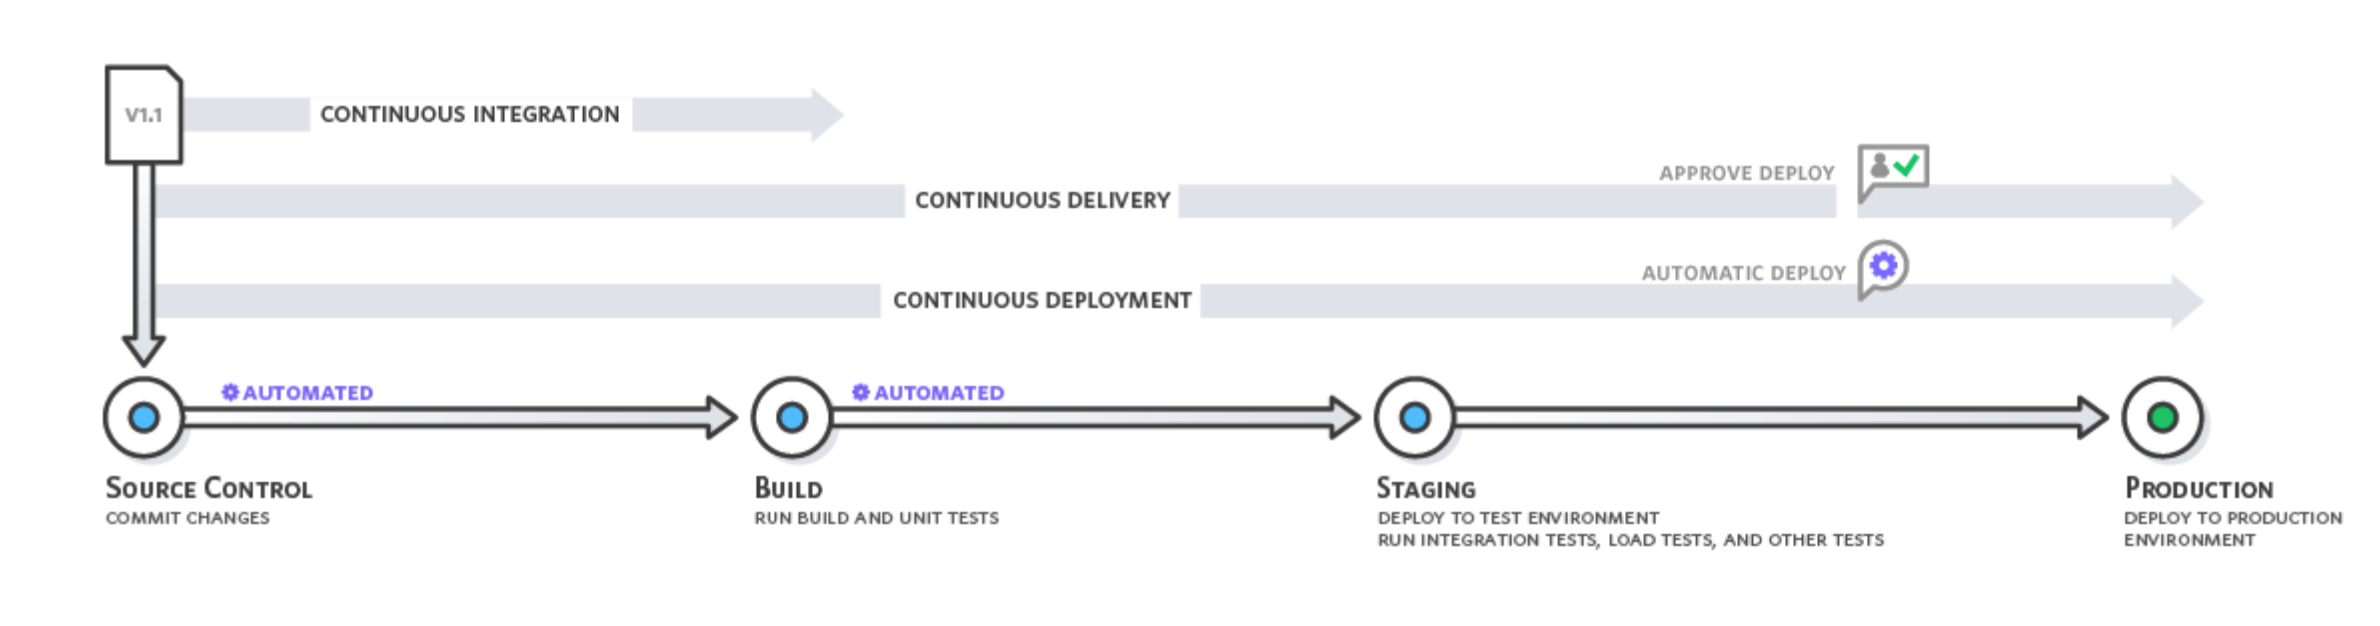 V1.1
CONTINUOUS INTEGRATION
APPROVE DEPLOY
CONTINUOUS DELIVERY
AUTOMATIC DEPLOY
CONTINUOUS DEPLOYMENT
AUTOMATED
AUTOMATED
SOURCE CONTROL
COMMIT CHANGES
BUILD
RUN BUILD AND UNIT TESTS
STAGING
DEPLOY TO TEST ENVIRONMENT
RUN INTEGRATION TESTS, LOAD TESTS, AND OTHER TESTS
PRODUCTION
DEPLOY TO PRODUCTION
ENVIRONMENT